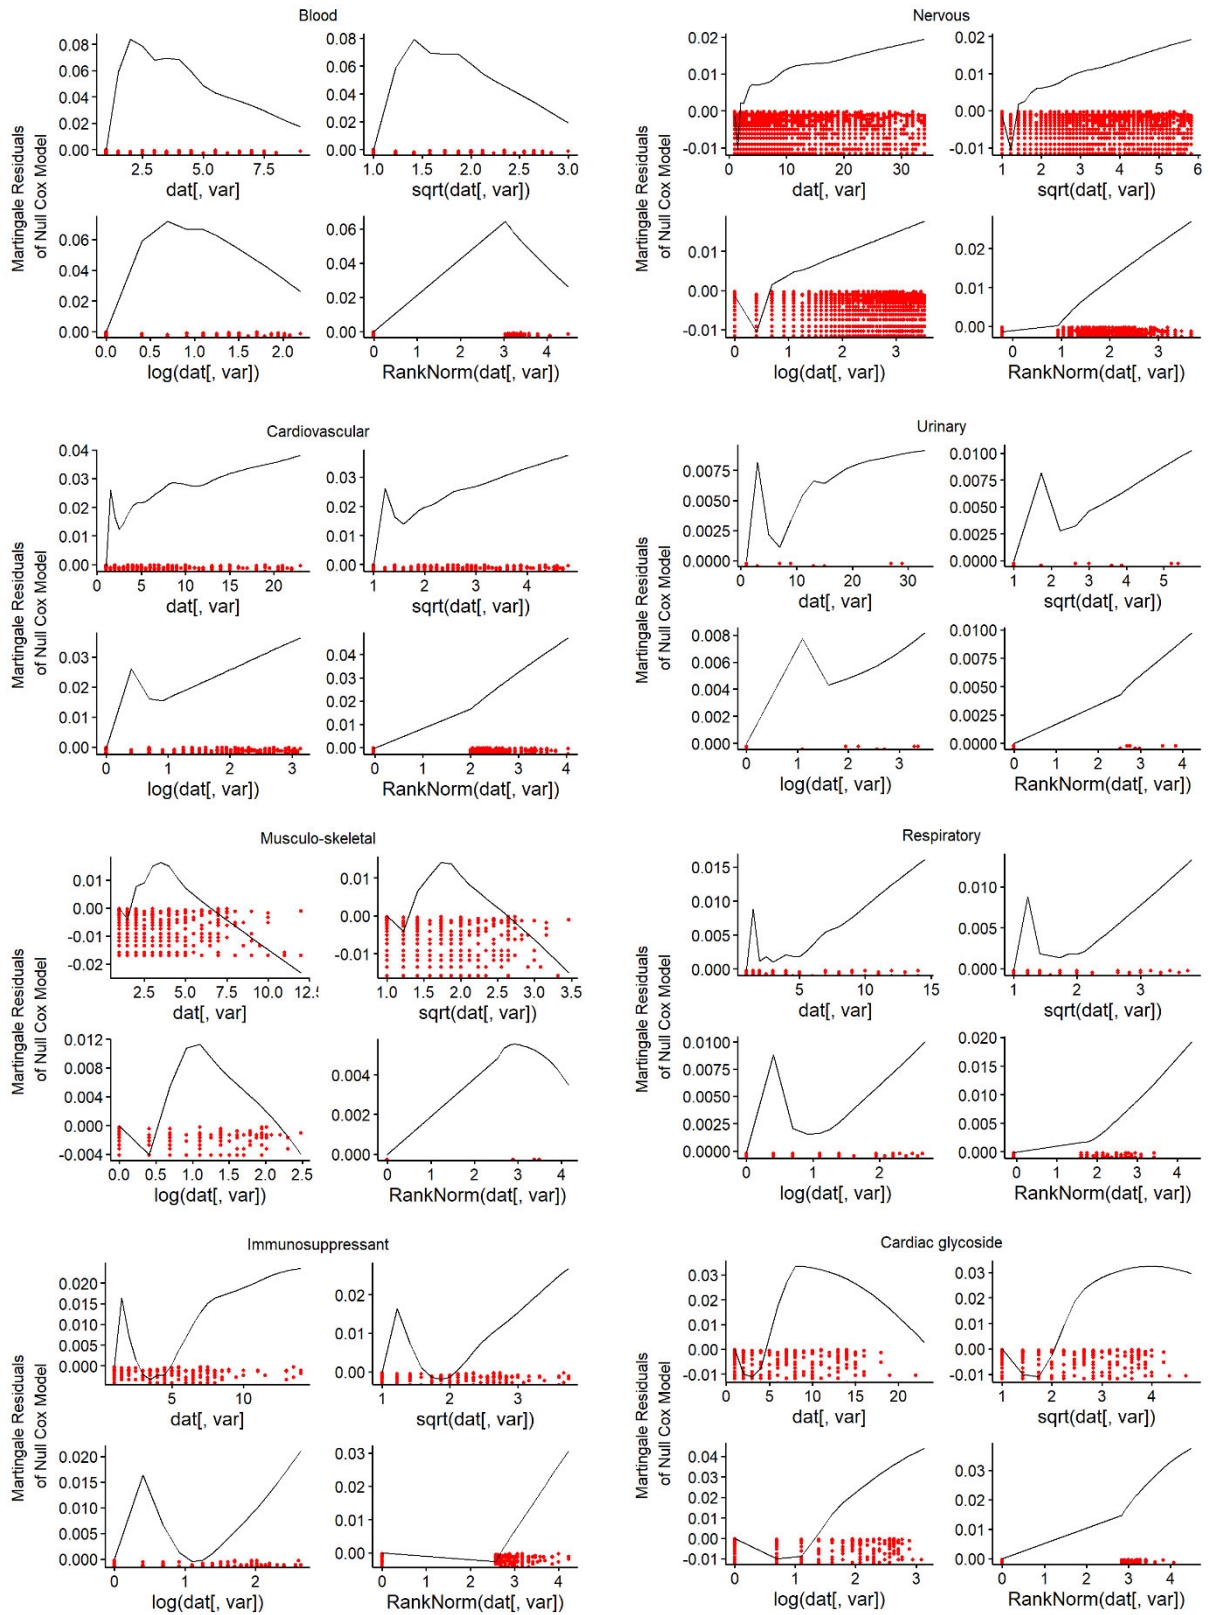 Blood
Martingale Residuals
of Null Cox Model
0.08
0.06
0.04
0.02
0.00
2.5 5.0 7.5
dat[, var]
0.08
0.06
0.04
0.02
0.00
1.0 1.5 2.0 2.5 3.0
sqrt(dat[, var])
0.06
0.04
0.02
0.00
0.0 0.5 1.0 1.5 2.0
log(dat[, var])
0.06
0.04
0.02
0.00
0 1 2 3 4
RankNorm(dat[, var])
Nervous
Martingale Residuals
of Null Cox Model
0.02
0.01
0.00
-0.01
0 10 20 30
dat[, var]
0.02
0.01
0.00
-0.01
1 2 3 4 5 6
sqrt(dat[, var])
0.01
0.00
-0.01
0 1 2 3
log(dat[, var])
0.02
0.01
0.00
0 1 2 3
RankNorm(dat[, var])
Cardiovascular
Martingale Residuals
of Null Cox Model
0.04
0.03
0.02
0.01
0.00
0 5 10 15 20
dat[, var]
0.03
0.02
0.01
0.00
1 2 3 4
sqrt(dat[, var])
0.03
0.02
0.01
0.00
0 1 2 3
log(dat[, var])
0.04
0.03
0.02
0.01
0.00
0 1 2 3 4
RankNorm(dat[, var])
Urinary
Martingale Residuals
of Null Cox Model
0.0075
0.0050
0.0025
0.0000
0 10 20 30
dat[, var]
0.0100
0.0075
0.0050
0.0025
0.0000
1 2 3 4 5
sqrt(dat[, var])
0.008
0.006
0.004
0.002
0.000
0 1 2 3
log(dat[, var])
0.0100
0.0075
0.0050
0.0025
0.0000
0 1 2 3 4
RankNorm(dat[, var])
Musculo-skeletal
Martingale Residuals
of Null Cox Model
0.01
0.00
-0.01
-0.02
2.5 5.0 7.5 10.0 12.5
dat[, var]
0.01
0.00
-0.01
1.0 1.5 2.0 2.5 3.0 3.5
sqrt(dat[, var])
0.012
0.008
0.004
0.000
-0.004
0.0 0.5 1.0 1.5 2.0 2.5
log(dat[, var])
0.004
0.002
0.000
0 1 2 3 4
RankNorm(dat[, var])
Respiratory
Martingale Residuals
of Null Cox Model
0.015
0.010
0.005
0.000
5 10 15
dat[, var]
0.010
0.005
0.000
1 2 3
sqrt(dat[, var])
0.0100
0.0075
0.0050
0.0025
0.0000
0 1 2
log(dat[, var])
0.020
0.015
0.010
0.005
0.000
0 1 2 3 4
RankNorm(dat[, var])
Immunosuppressant
Martingale Residuals
of Null Cox Model
0.020
0.015
0.010
0.005
0.000
5 10
dat[, var]
0.02
0.01
0.00
1 2 3
sqrt(dat[, var])
0.020
0.015
0.010
0.005
0.000
0 1 2
log(dat[, var])
0.03
0.02
0.01
0.00
0 1 2 3 4
RankNorm(dat[, var])
Cardiac glycoside
Martingale Residuals
of Null Cox Model
0.03
0.02
0.01
0.00
-0.01
0 5 10 15 20
dat[, var]
0.03
0.02
0.01
0.00
-0.01
1 2 3 4
sqrt(dat[, var])
0.04
0.03
0.02
0.01
0.00
-0.01
0 1 2 3
log(dat[, var])
0.03
0.02
0.01
0.00
0 1 2 3 4
RankNorm(dat[, var])